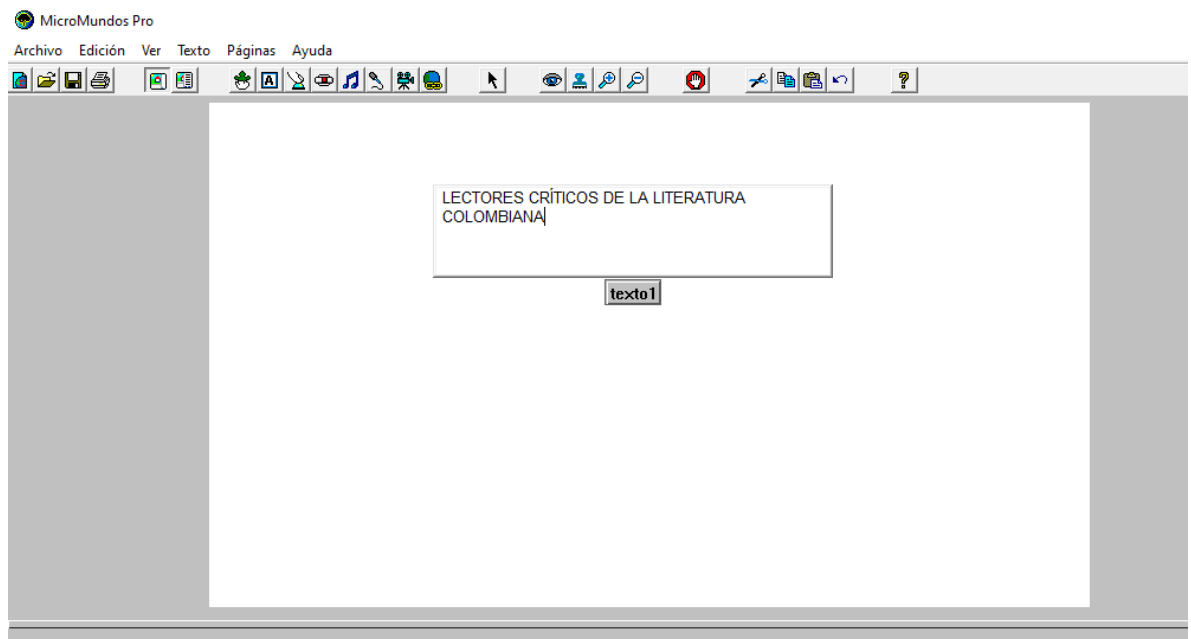 MicroMundos Pro
Archivo Edición Ver Texto Páginas Ayuda
A ?
LECTORES CRÍTICOS DE LA LITERATURA
COLOMBIANA
texto1